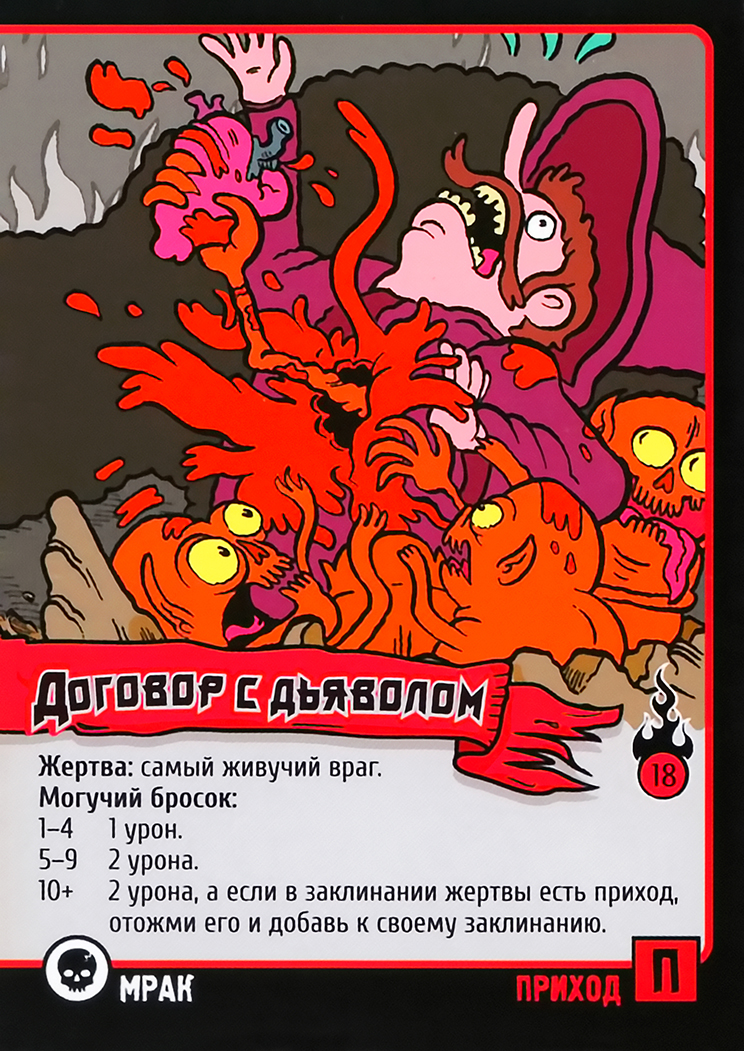 Договор с дьяволом
18
Жертва: самый живучий враг.
Могучий бросок:
1–4 1 урон.
5–9 2 урона.
10+ 2 урона, а если в заклинании жертвы есть приход,
отожми его и добавь к своему заклинанию.
МРАК
ПРИХОД
П